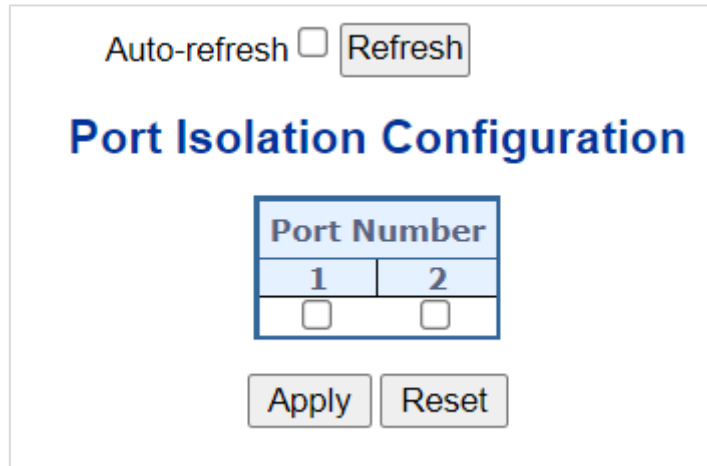 Auto-refresh Refresh
Port Isolation Configuration
Port Number
1 2
Apply Reset